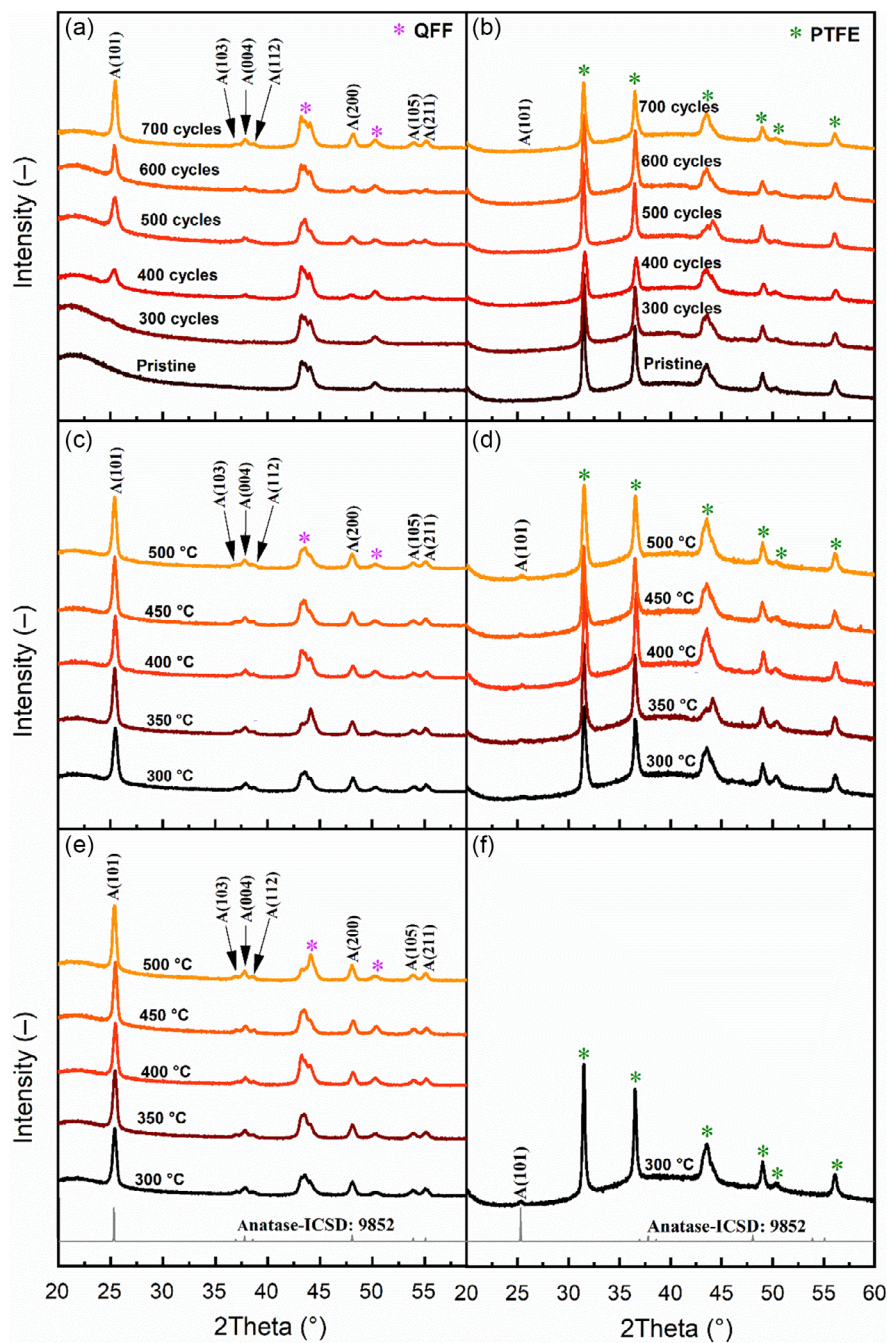 (a)
* QFF
A(101)
A(103)
A(004)
A(112)
A(200)
A(105)
A(211)
700 cycles
600 cycles
500 cycles
400 cycles
300 cycles
Pristine
Intensity (–)
(b)
* PTFE
* * * * * *
A(101)
700 cycles
600 cycles
500 cycles
400 cycles
300 cycles
Pristine
(c)
A(101)
A(103)
A(004)
A(112)
* *
A(200)
A(105)
A(211)
500 °C
450 °C
400 °C
350 °C
300 °C
Intensity (–)
(d)
* * * * * *
A(101)
500 °C
450 °C
400 °C
350 °C
300 °C
(e)
A(101)
A(103)
A(004)
A(112)
* *
A(200)
A(105)
A(211)
500 °C
450 °C
400 °C
350 °C
300 °C
Anatase-ICSD: 9852
Intensity (–)
20 25 30 35 40 45 50 55
2Theta (°)
(f)
* * * * * *
A(101)
300 °C
Anatase-ICSD: 9852
20 25 30 35 40 45 50 55 60
2Theta (°)